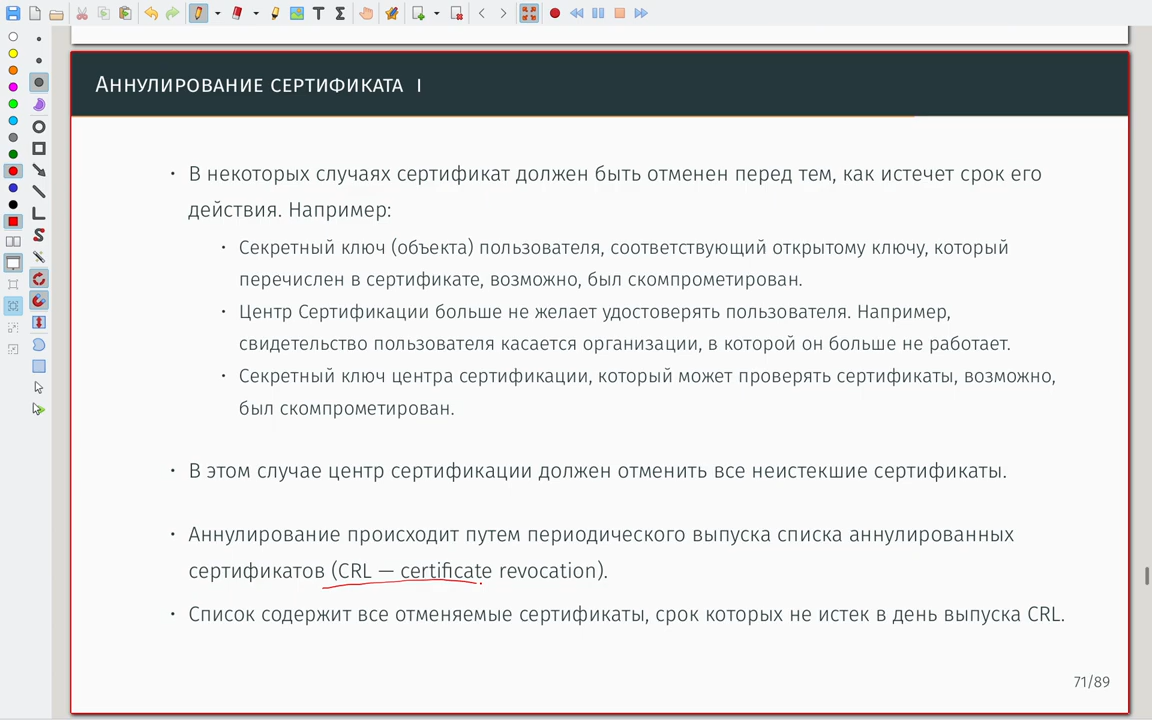 Аннулирование сертификата I
• В некоторых случаях сертификат должен быть отменен перед тем, как истечет срок его
действия. Например:
• Секретный ключ (объекта) пользователя, соответствующий открытому ключу, который
перечислен в сертификате, возможно, был скомпрометирован.
• Центр Сертификации больше не желает удостоверять пользователя. Например,
свидетельство пользователя касается организации, в которой он больше не работает.
• Секретный ключ центра сертификации, который может проверять сертификаты, возможно,
был скомпрометирован.
• В этом случае центр сертификации должен отменить все неистекшие сертификаты.
• Аннулирование происходит путем периодического выпуска списка аннулированных
сертификатов (CRL — certificate revocation).
• Список содержит все отменяемые сертификаты, срок которых не истек в день выпуска CRL.
71/89